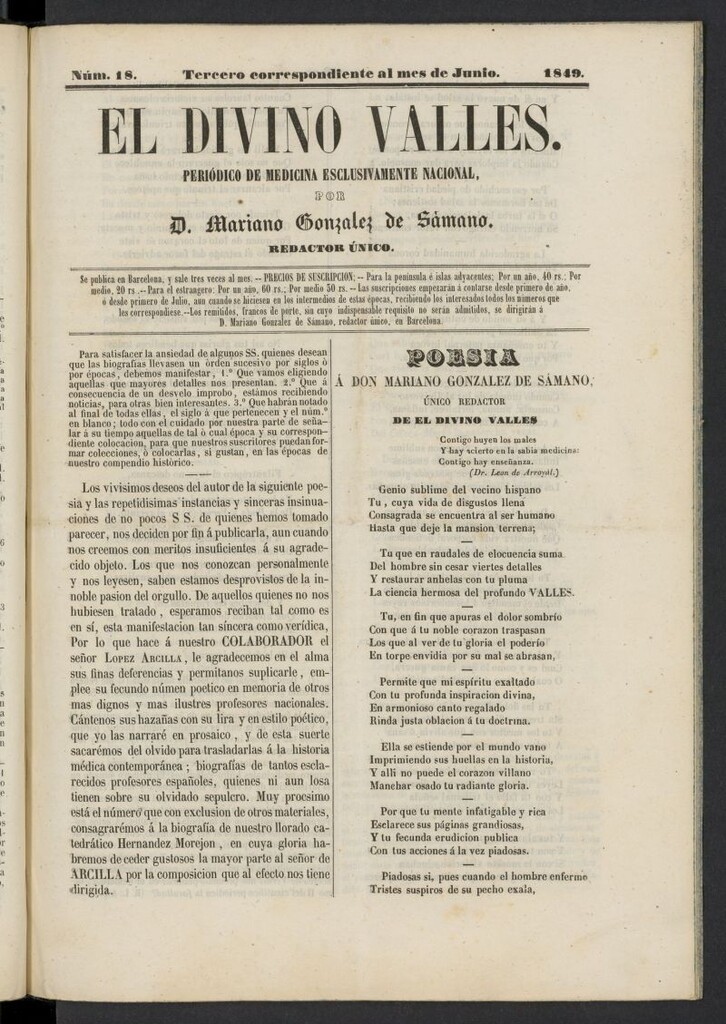 Núm. 18. Tercero correspondiente al mes de Junio. 1849.
EL DIVINO VALLES.
PERIÓDICO DE MEDICINA ESCLUSIVAMENTE NACIONAL,
POR
D. Mariano Gonzalez de Sámano.
REDACTOR ÚNICO.
Se publica en Barcelona, y sale tres veces al mes. -- PRECIOS DE SUSCRIPCION: -- Para la península é islas adyacentes; Por un año, 40 rs.; Por
medio, 20 rs.--Para el estrangero: Por un año, 60 rs.; Por medio 30 rs.--Las suscripciones empezarán á contarse desde primero de año,
ó desde primero de Julio, aun cuando se hiciesen en los intermedios de estas épocas, recibiendo los interesados todos los números que
les correspondiese.--Los remitidos, francos de porte, sin cuyo indispensable requisito no serán admitidos, se dirigirán á
D. Mariano Gonzalez de Sámano, redactor único, en Barcelona.
Para satisfacer la ansiedad de algunos SS. quienes desean
que las biografías llevasen un órden sucesivo por siglos ó
por épocas, debemos manifestar, 1.º Que vamos eligiendo
aquellas que mayores detalles nos presentan. 2.º Que á
consecuencia de un desvelo improbo, estámos recibiendo
noticias, para otras bien interesantes. 3.º Que habrán notado
al final de todas ellas, el siglo á que pertenecen y el núm.º
en blanco; todo con el cuidado por nuestra parte de seña-
lar á su tiempo aquellas de tal ó cual época y su correspon-
diente colocacion, para que nuestros suscritores puedan for-
mar colecciones, ó colocarlas, si gustan, en las épocas de
nuestro compendio histórico.
Los vivisimos deseos del autor de la siguiente poe-
sia y las repetidisimas instancias y sinceras insinua-
ciones de no pocos S S. de quienes hemos tomado
parecer, nos deciden por fin á publicarla, aun cuando
nos creemos con meritos insuficientes á su agrade-
cido objeto. Los que nos conozcan personalmente
y nos leyesen, saben estamos desprovistos de la in-
noble pasion del orgullo. De aquellos quienes no nos
hubiesen tratado, esperamos reciban tal como es
en sí, esta manifestacion tan síncera como verídica,
Por lo que hace á nuestro COLABORADOR el
señor LOPEZ ARCILLA, le agradecemos en el alma
sus finas deferencias y permitanos suplicarle, em-
plee su fecundo númen poetico en memoria de otros
mas dignos y mas ilustres profesores nacionales.
Cántenos sus hazañas con su lira y en estilo poético,
que yo las narraré en prosaico, y de esta suerte
sacarémos del olvido para trasladarlas á la historia
médica contemporánea; biografías de tantos escla-
recidos profesores españoles, quienes ni aun losa
tienen sobre su olvidado sepulcro. Muy procsimo
está el número que con exclusion de otros materiales,
consagrarémos á la biografía de nuestro llorado ca-
tedrático Hernandez Morejon, en cuya gloria ha-
bremos de ceder gustosos la mayor parte al señor de
ARCILLA por la composicion que al efecto nos tiene
dirigida.
POESIA
Á DON MARIANO GONZALEZ DE SÁMANO,
ÚNICO REDACTOR
DE EL DIVINO VALLES
Contigo huyen los males
Y hay acierto en la sabia medicina:
Contigo hay enseñanza.
(Dr. Leon de Arroyál.)
Genio sublime del vecino hispano
Tu, cuya vida de disgustos llena
Consagrada se encuentra al ser humano
Hasta que deje la mansion terrena;
Tu que en raudales de elocuencia suma
Del hombre sin cesar viertes detalles
Y restaurar anhelas con tu pluma
La ciencia hermosa del profundo VALLES.
Tu, en fin que apuras el dolor sombrío
Con que á tu noble corazon traspasan
Los que al ver de tu gloria el poderío
En torpe envidia por su mal se abrasan,
Permite que mi espíritu exaltado
Con tu profunda inspiracion divina,
En armonioso canto regalado
Rinda justa oblacion á tu doctrina.
Ella se estiende por el mundo vano
Imprimiendo sus huellas en la historia,
Y alli no puede el corazon villano
Manchar osado tu radiante gloria.
Por que tu mente infatigable y rica
Esclarece sus páginas grandiosas,
Y tu fecunda erudicion publica
Con tus acciones á la vez piadosas.
Piadosas si, pues cuando el hombre enferme
Tristes suspiros de su pecho exala,